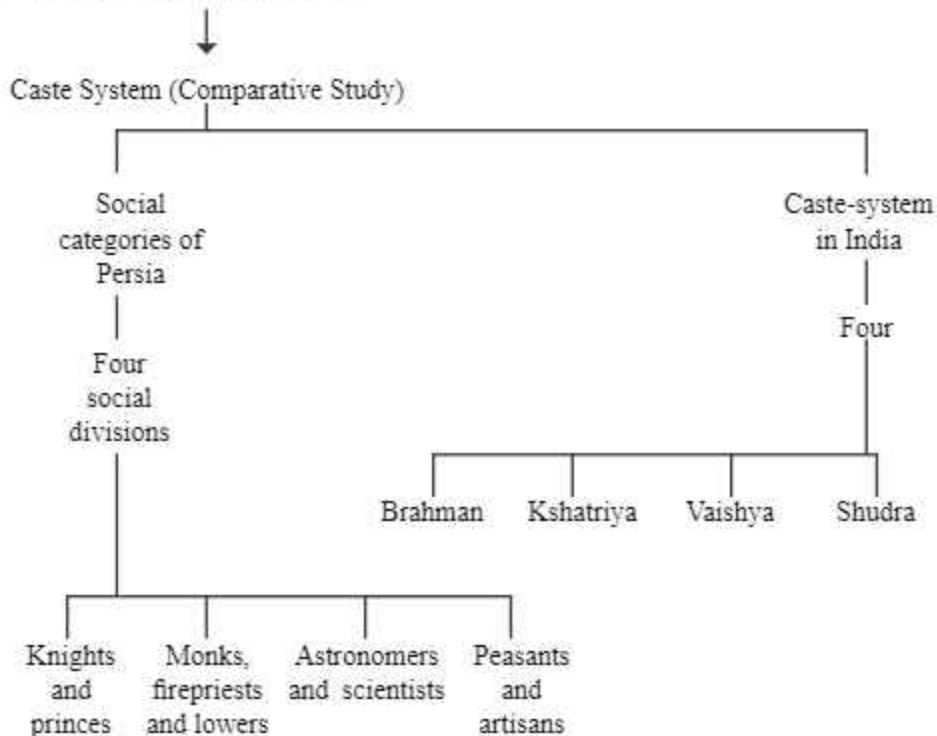 Caste System (Comparative Study)
Social
categories of
Persia
Four
social
divisions
Knights
and
princes
Monks,
firepriests
and lowers
Astronomers
and scientists
Peasants
and
artisans
Caste-system
in India
Four
Brahman
Kshatriya
Vaishya
Shudra